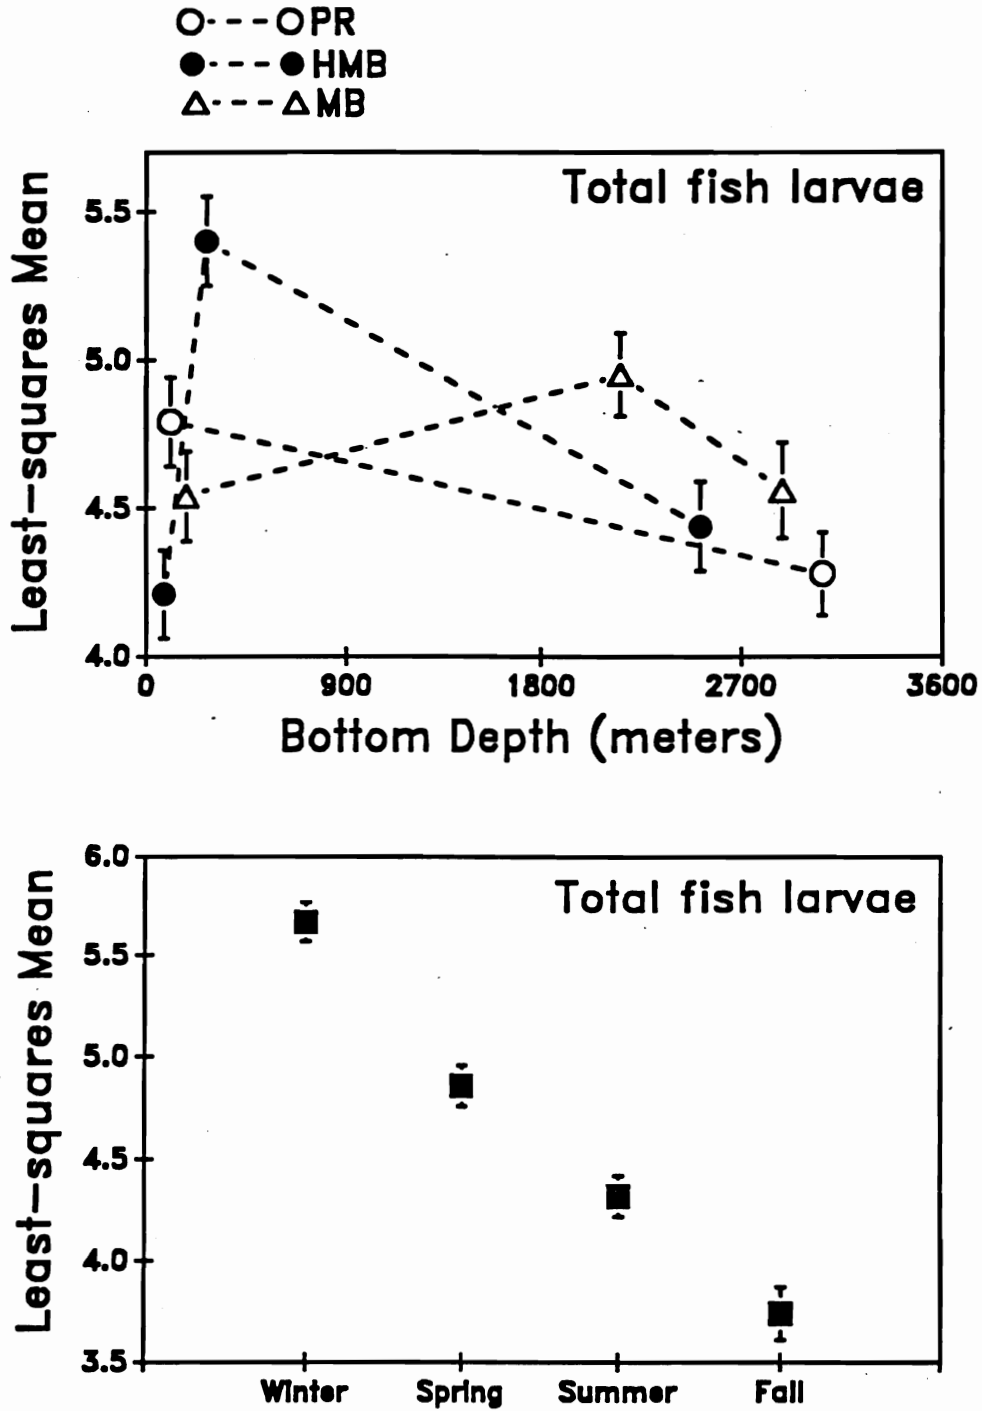 PR
HMB
MB
Total fish larvae
Least-squares Mean
5.5
5.0
4.5
4.0
0 900 1800 2700 3600
Bottom Depth (meters)
Total fish larvae
Least-squares Mean
6.0
5.5
5.0
4.5
4.0
3.5
Winter Spring Summer Fall